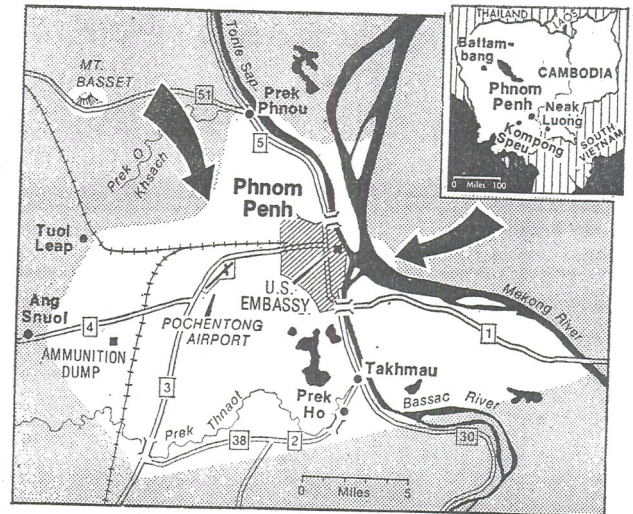 THAILAND
LAOS
Battam-
bang
CAMBODIA
Phnom
Penh
Neak
Luong
Kompong
Speu
SOUTH
VIETNAM
0 Miles 100
MT.
BASSET
51
Tonle Sap
Prek
Phnou
5
Prek O
Khsach
Phnom
Penh
Tuol
Leap
U.S.
EMBASSY
Ang
Snuol
4
POCHENTONG
AIRPORT
AMMUNITION
DUMP
Mekong River
1
3
Takhmau
Prek
Ho
Bassac River
Prek Thnaot
38
2
30
0 Miles 5